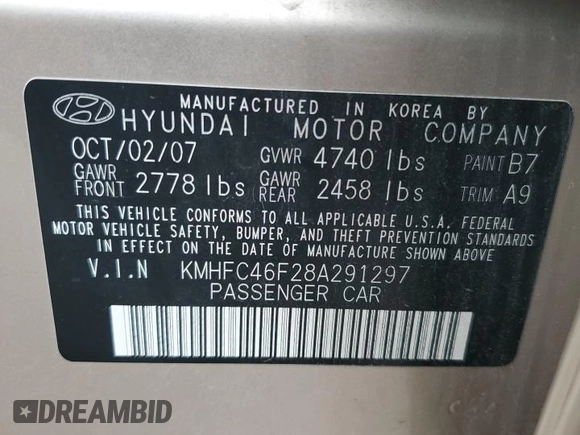 MANUFACTURED IN KOREA BY
HYUNDAI MOTOR COMPANY
OCT/02/07 GVWR 4740 lbs PAINT B7
GAWR FRONT 2778 lbs GAWR REAR 2458 lbs TRIM A9
THIS VEHICLE CONFORMS TO ALL APPLICABLE U.S.A. FEDERAL
MOTOR VEHICLE SAFETY, BUMPER, AND THEFT PREVENTION STANDARDS
IN EFFECT ON THE DATE OF MANUFACTURE SHOWN ABOVE.
V.I.N KMHFC46F28A291297
PASSENGER CAR
DREAMBID